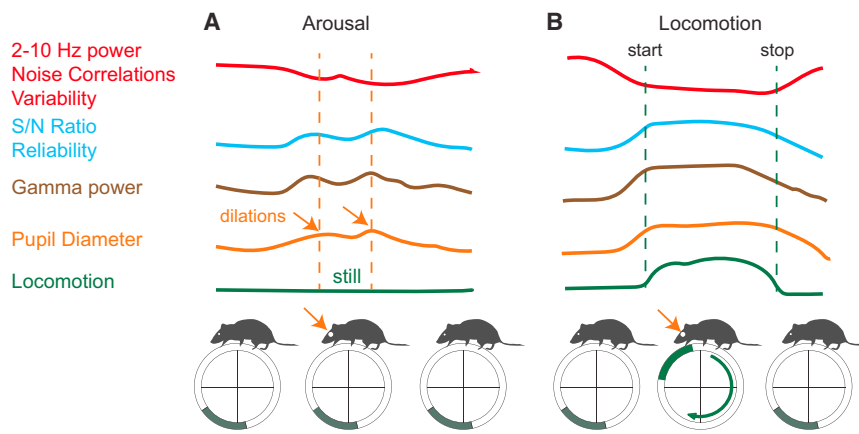 A
Arousal
B
Locomotion
2-10 Hz power
Noise Correlations
Variability
start
stop
S/N Ratio
Reliability
Gamma power
dilations
Pupil Diameter
Locomotion
still